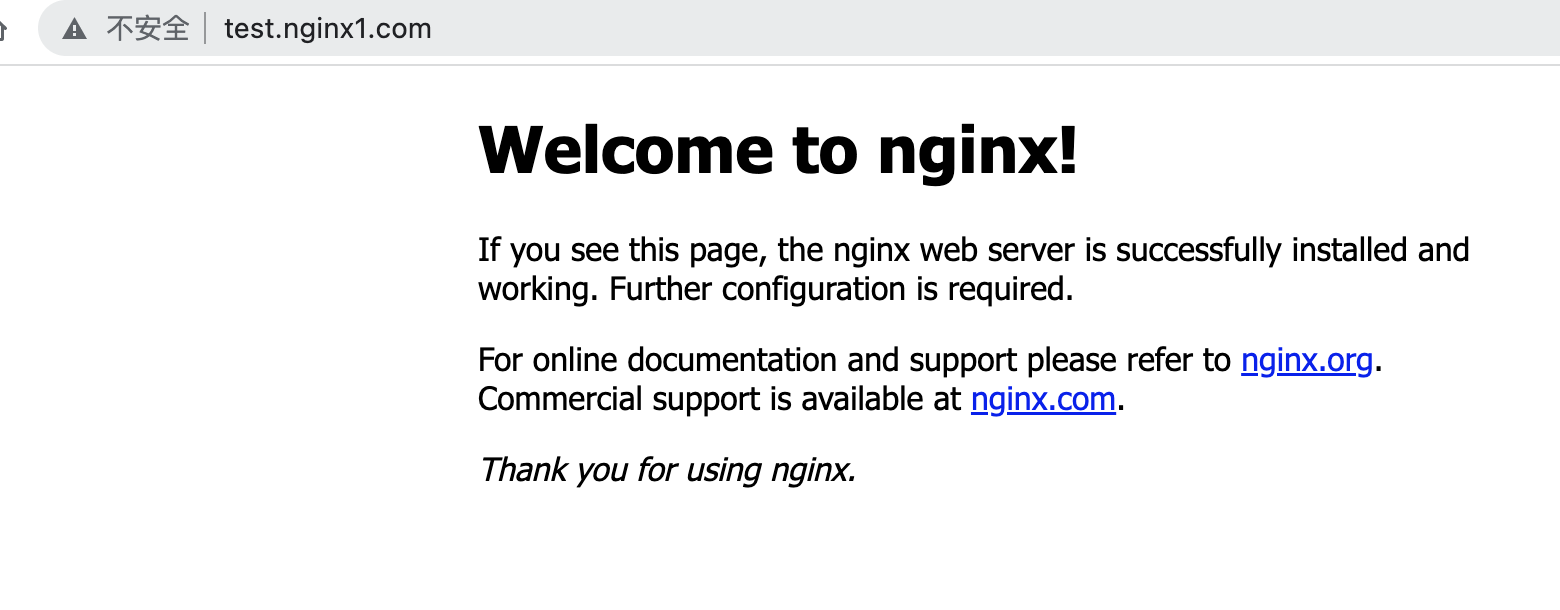 不安全 test.nginx1.com
Welcome to nginx!
If you see this page, the nginx web server is successfully installed and
working. Further configuration is required.
For online documentation and support please refer to nginx.org.
Commercial support is available at nginx.com.
Thank you for using nginx.